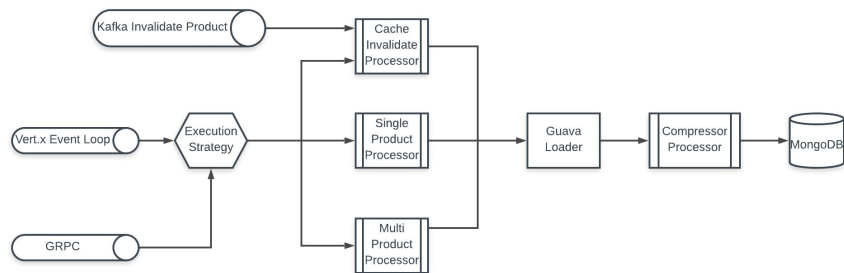 Kafka Invalidate Product
Cache
Invalidate
Processor
Vert.x Event Loop
Execution
Strategy
Single
Product
Processor
Guava
Loader
Compressor
Processor
MongoDB
GRPC
Multi
Product
Processor